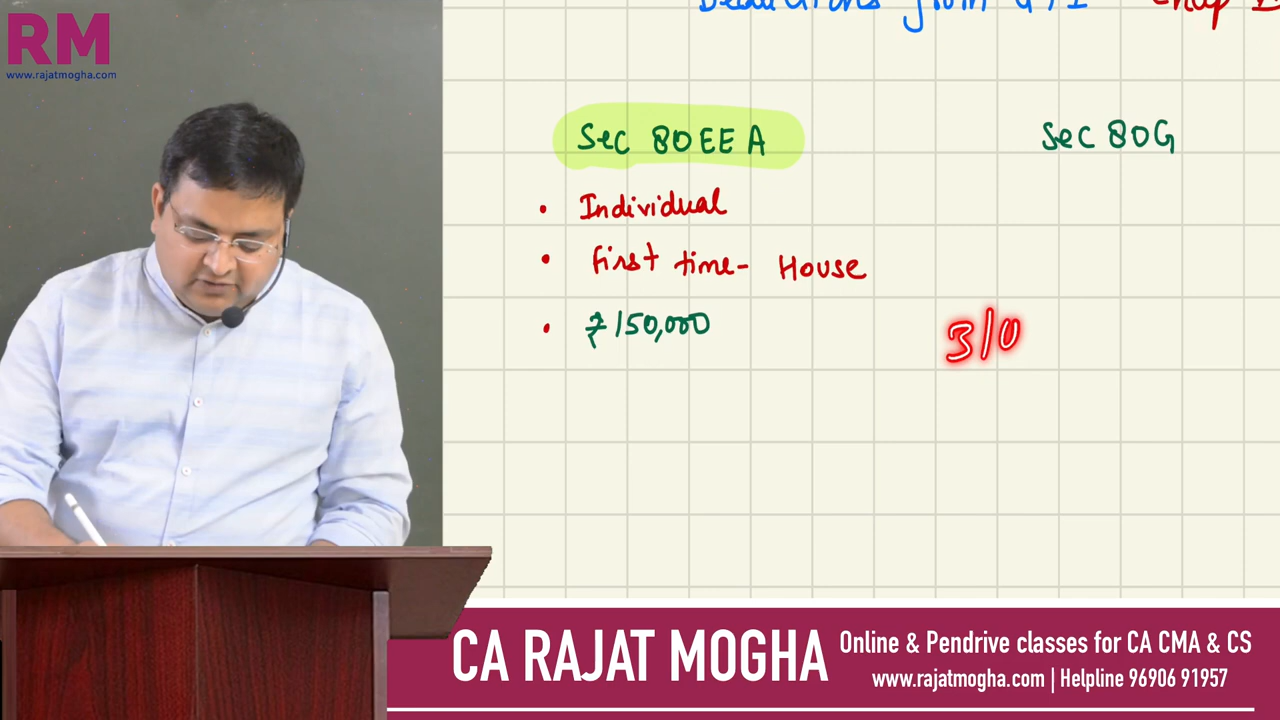 RM
www.rajatmogha.com
Sec 80EEA
• Individual
• first time - House
• ₹150,000
Sec 80G
3/0
CA RAJAT MOGHA
Online & Pendrive classes for CA CMA & CS
www.rajatmogha.com | Helpline 96906 91957